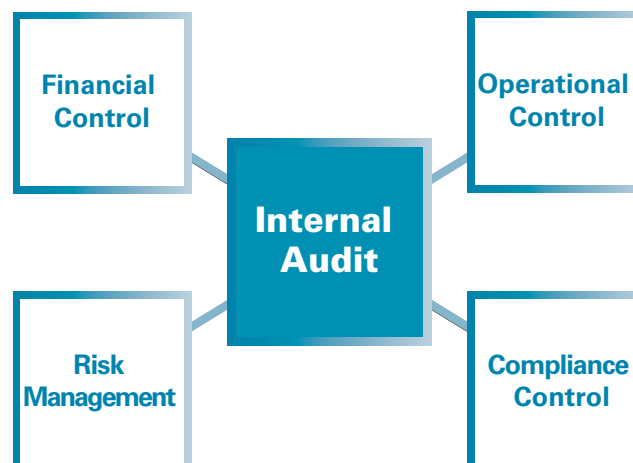 Financial
Control
Operational
Control
Internal
Audit
Risk
Management
Compliance
Control